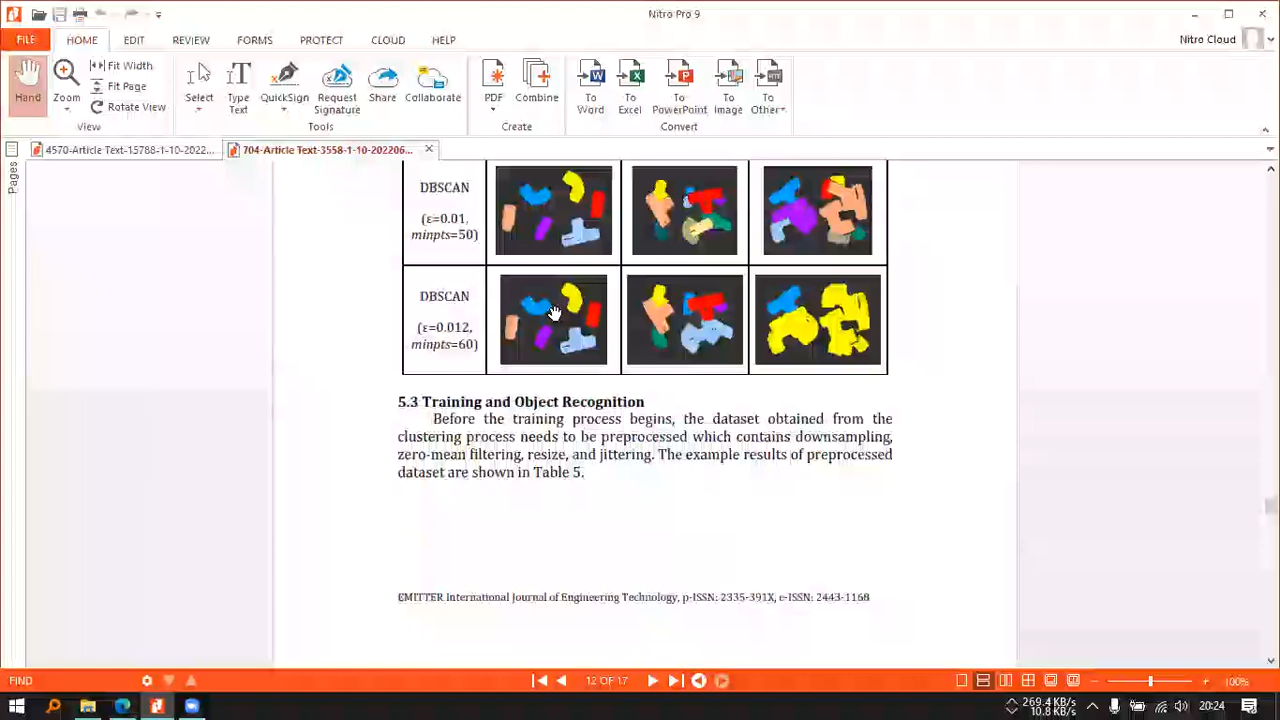 Nitro Pro 9
FILE HOME EDIT REVIEW FORMS PROTECT CLOUD HELP Nitro Cloud
Hand
Zoom
Fit Width
Fit Page
Rotate View
View
Select
Type Text
QuickSign
Request Signature
Share
Collaborate
Tools
PDF
Combine
Create
To Word
To Excel
To PowerPoint
To Image
To Other
Convert
4570-Article Text-15788-1-10-2022...
704-Article Text-3558-1-10-202206...
Pages
DBSCAN
(ε=0.01,
minpts=50)
DBSCAN
(ε=0.012,
minpts=60)
5.3 Training and Object Recognition
Before the training process begins, the dataset obtained from the
clustering process needs to be preprocessed which contains downsampling,
zero-mean filtering, resize, and jittering. The example results of preprocessed
dataset are shown in Table 5.
EMITTER International Journal of Engineering Technology, p-ISSN: 2335-391X, e-ISSN: 2443-1168
FIND
12 OF 17
100%
269.4 KB/s
10.8 KB/s
20:24